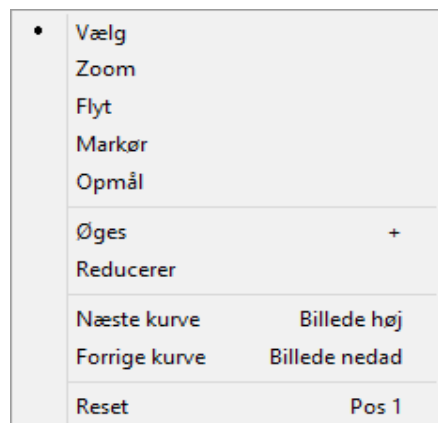 Vælg
Zoom
Flyt
Markør
Opmål
Øges +
Reducerer
Næste kurve Billede høj
Forrige kurve Billede nedad
Reset Pos 1